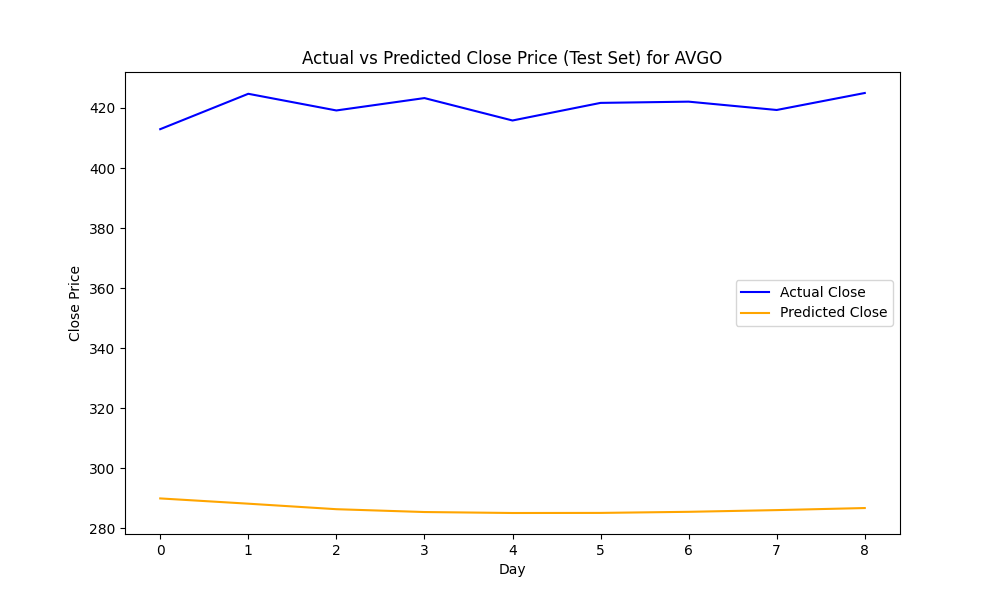 Actual vs Predicted Close Price (Test Set) for AVGO
420
400
380
360
340
320
300
280
Close Price
Actual Close
Predicted Close
0 1 2 3 4 5 6 7 8
Day